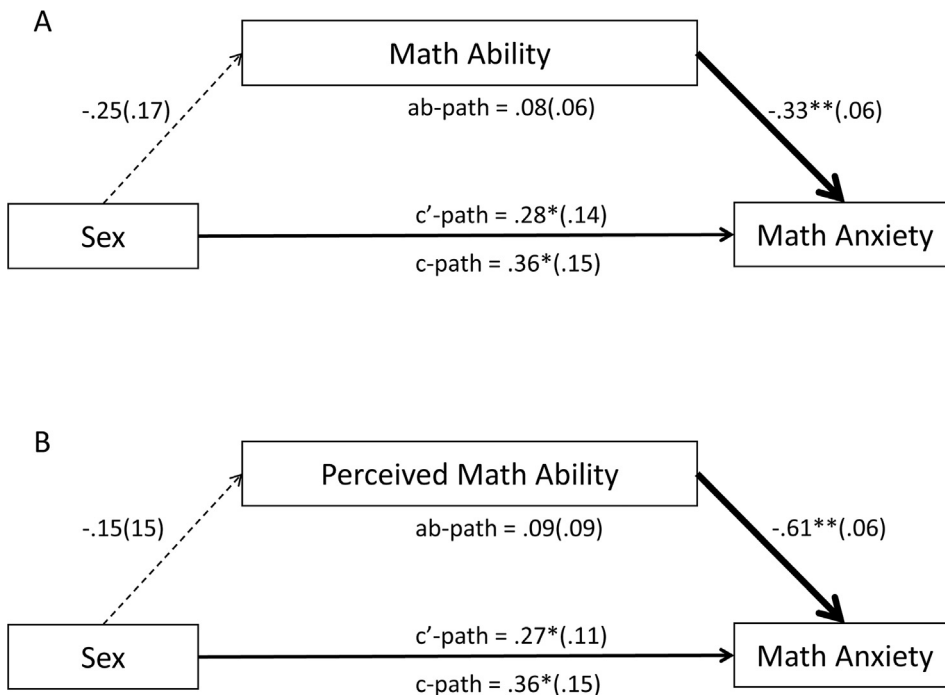 A
Math Ability
-.25(.17)
ab-path = .08(.06)
-.33**(.06)
Sex
c’-path = .28*(.14)
c-path = .36*(.15)
Math Anxiety
B
Perceived Math Ability
-.15(15)
ab-path = .09(.09)
-.61**(.06)
Sex
c’-path = .27*(.11)
c-path = .36*(.15)
Math Anxiety